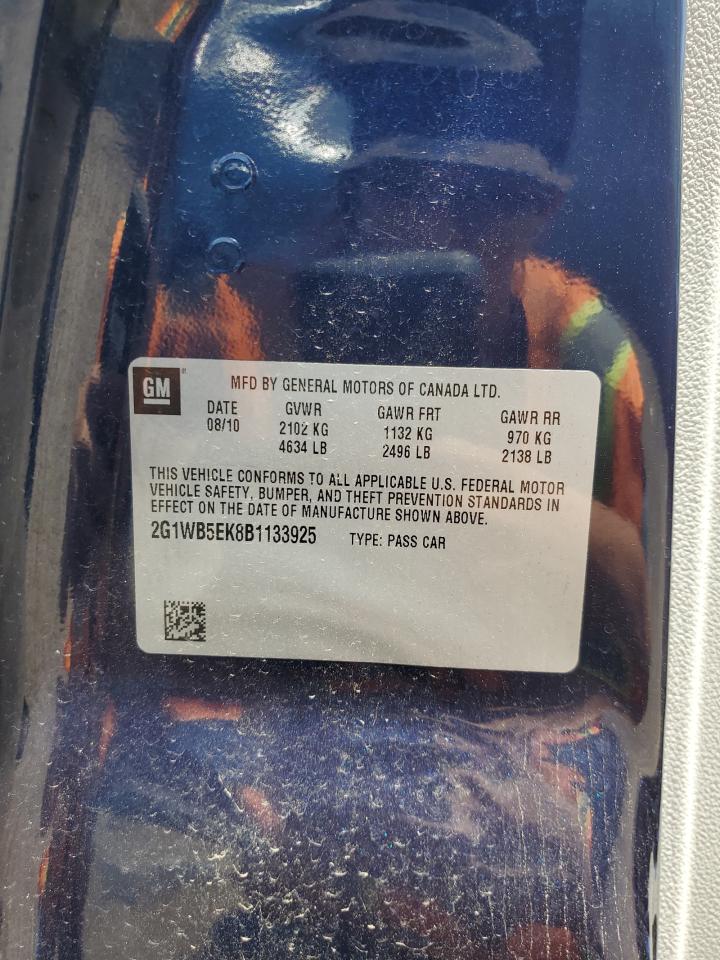 GM
MFD BY GENERAL MOTORS OF CANADA LTD.
DATE GVWR GAWR FRT GAWR RR
08/10 2102 KG 1132 KG 970 KG
4634 LB 2496 LB 2138 LB
THIS VEHICLE CONFORMS TO ALL APPLICABLE U.S. FEDERAL MOTOR
VEHICLE SAFETY, BUMPER, AND THEFT PREVENTION STANDARDS IN
EFFECT ON THE DATE OF MANUFACTURE SHOWN ABOVE.
2G1WB5EK8B1133925 TYPE: PASS CAR